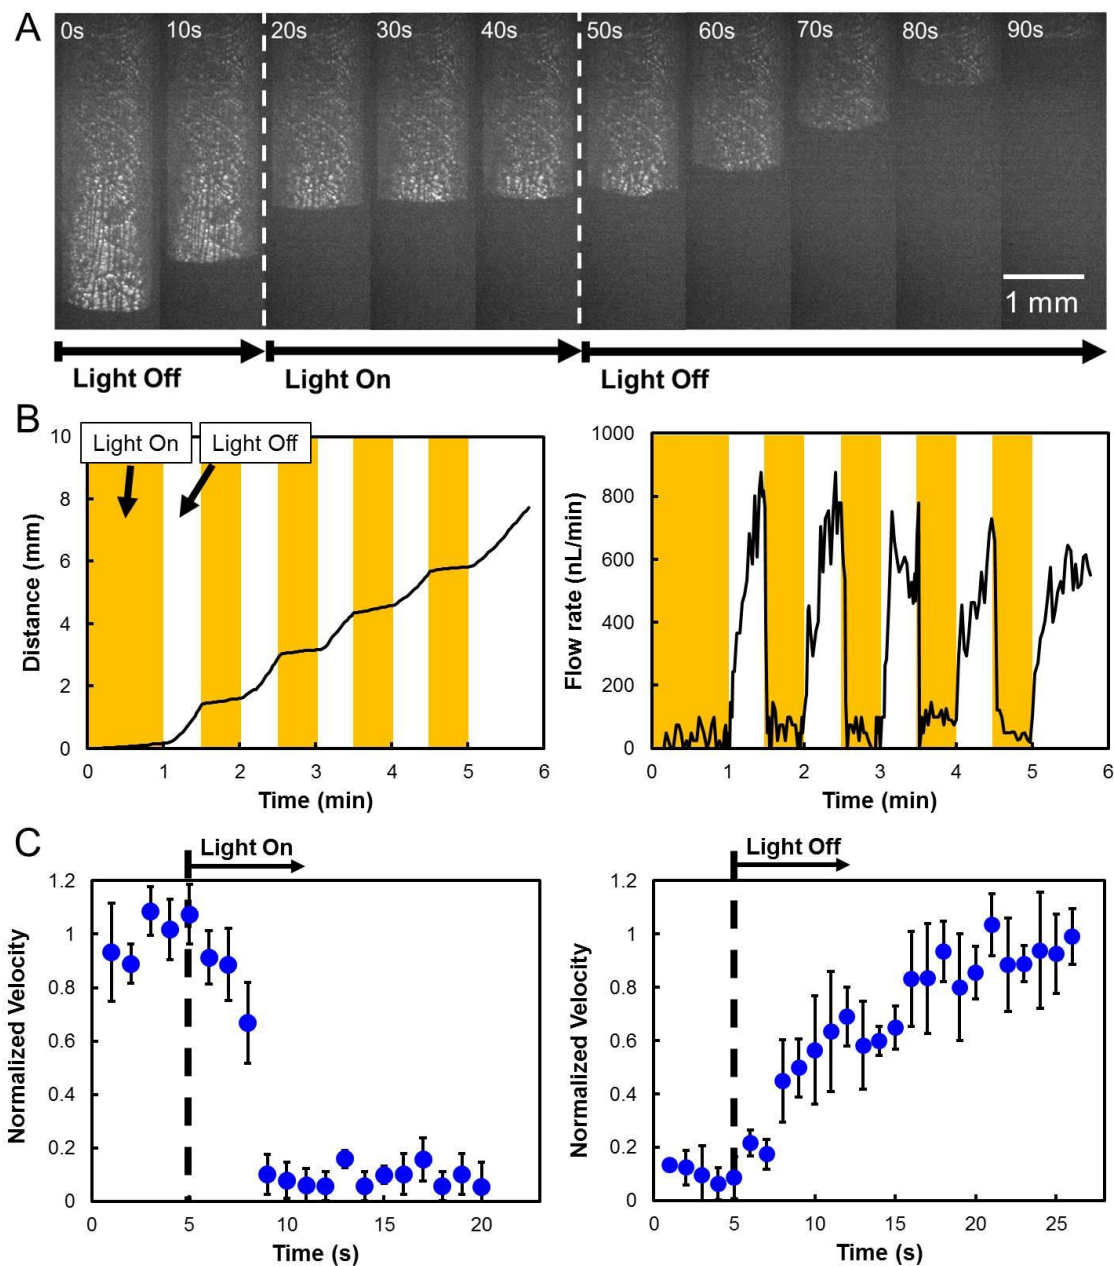 A
0s 10s 20s 30s 40s 50s 60s 70s 80s 90s
1 mm
Light Off Light On Light Off
B
Light On Light Off
10
8
6
4
2
0
Distance (mm)
0 1 2 3 4 5 6
Time (min)
1000
800
600
400
200
0
Flow rate (nL/min)
0 1 2 3 4 5 6
Time (min)
C
Light On
1.2
1
0.8
0.6
0.4
0.2
0
Normalized Velocity
0 5 10 15 20
Time (s)
Light Off
1.2
1
0.8
0.6
0.4
0.2
0
Normalized Velocity
0 5 10 15 20 25
Time (s)